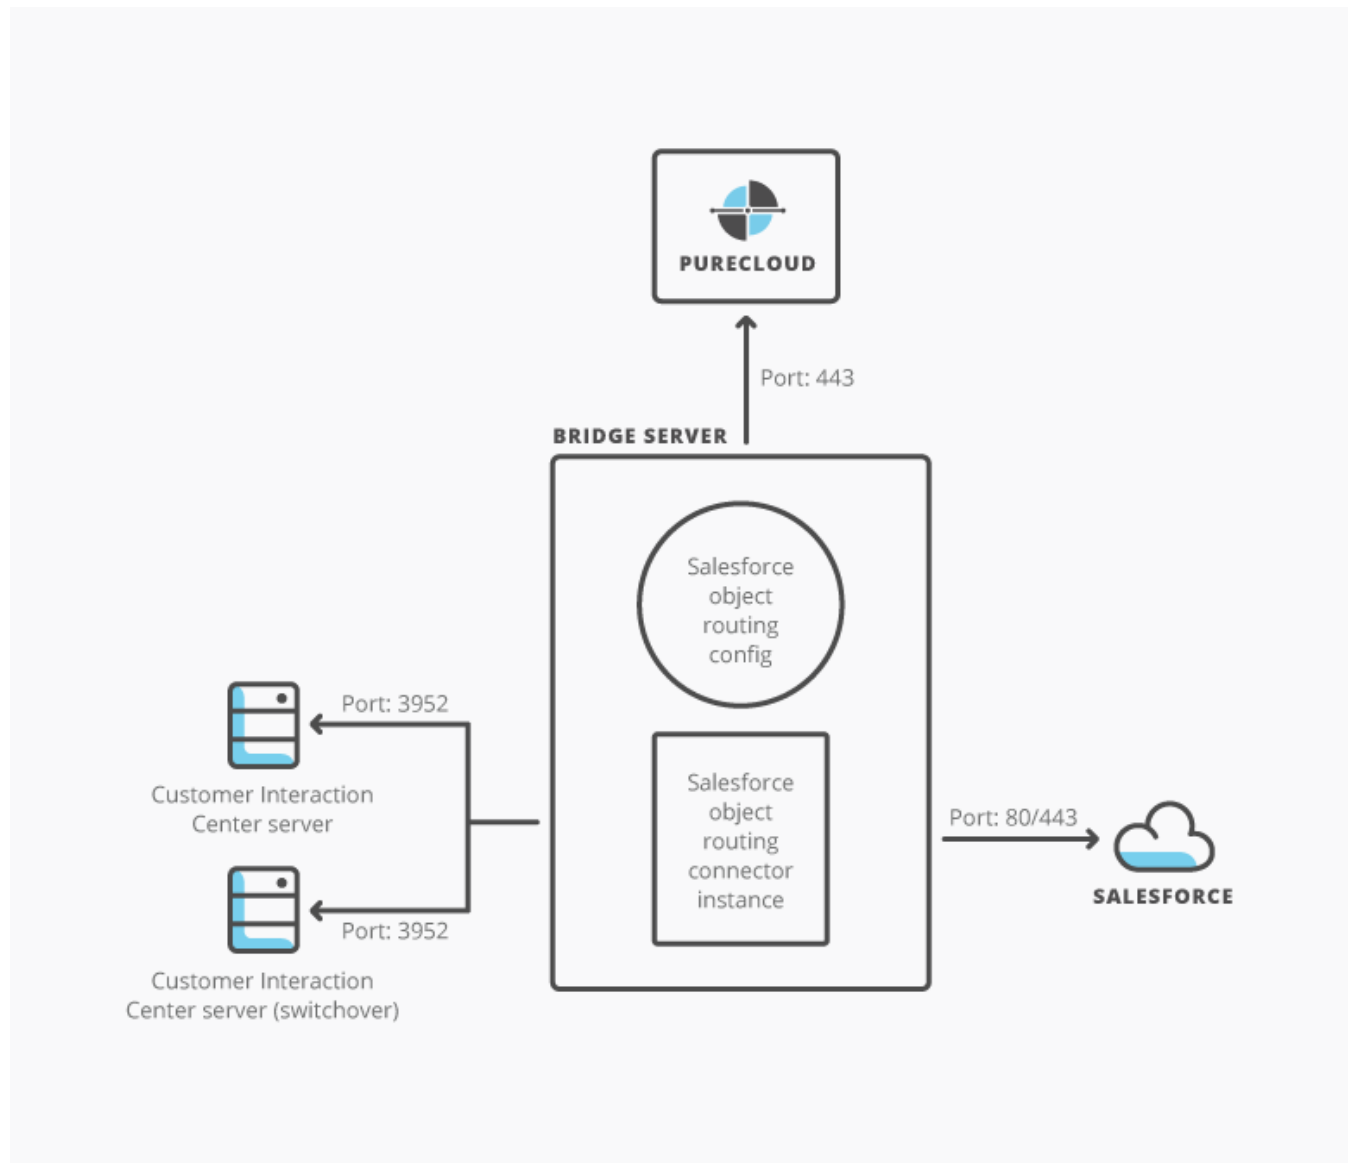 PURECLOUD
Port: 443
BRIDGE SERVER
Salesforce
object
routing
config
Port: 3952
Customer Interaction
Center server
Salesforce
object
routing
connector
instance
Port: 80/443
SALESFORCE
Port: 3952
Customer Interaction
Center server (switchover)